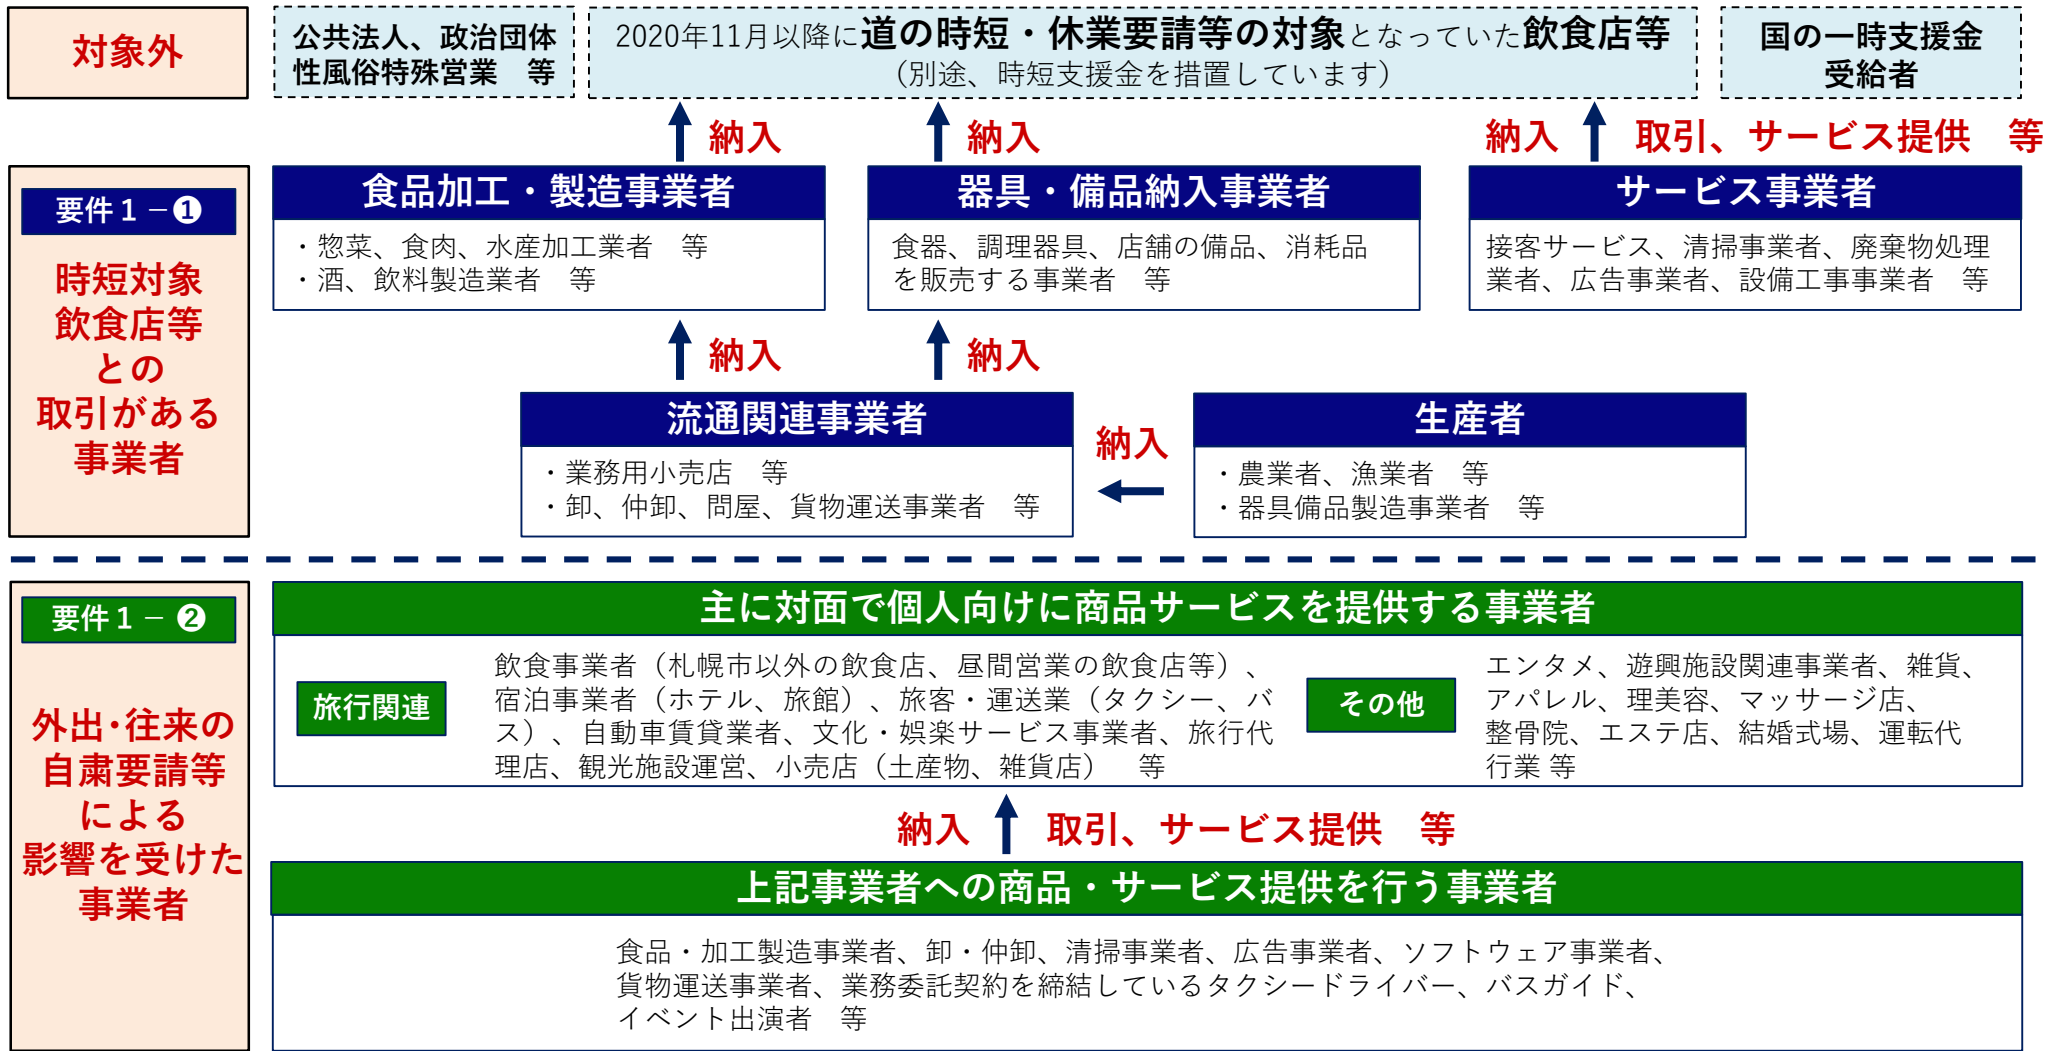 対象外
公共法人、政治団体
性風俗特殊営業　等
2020年11月以降に道の時短・休業要請等の対象となっていた飲食店等
（別途、時短支援金を措置しています）
国の一時支援金
受給者
納入
納入
納入
取引、サービス提供　等
要件１－❶
時短対象
飲食店等
との
取引がある
事業者
食品加工・製造事業者
・惣菜、食肉、水産加工業者　等
・酒、飲料製造業者　等
器具・備品納入事業者
食器、調理器具、店舗の備品、消耗品
を販売する事業者　等
サービス事業者
接客サービス、清掃事業者、廃棄物処理
業者、広告事業者、設備工事事業者　等
納入
納入
流通関連事業者
・業務用小売店　等
・卸、仲卸、問屋、貨物運送事業者　等
納入
生産者
・農業者、漁業者　等
・器具備品製造事業者　等
要件１－❷
外出・往来の
自粛要請等
による
影響を受けた
事業者
主に対面で個人向けに商品サービスを提供する事業者
旅行関連
飲食事業者（札幌市以外の飲食店、昼間営業の飲食店等）、
宿泊事業者（ホテル、旅館）、旅客・運送業（タクシー、バ
ス）、自動車賃貸業者、文化・娯楽サービス事業者、旅行代
理店、観光施設運営、小売店（土産物、雑貨店）　等
その他
エンタメ、遊興施設関連事業者、雑貨、
アパレル、理美容、マッサージ店、
整骨院、エステ店、結婚式場、運転代
行業 等
納入
取引、サービス提供　等
上記事業者への商品・サービス提供を行う事業者
食品・加工製造事業者、卸・仲卸、清掃事業者、広告事業者、ソフトウェア事業者、
貨物運送事業者、業務委託契約を締結しているタクシードライバー、バスガイド、
イベント出演者　等